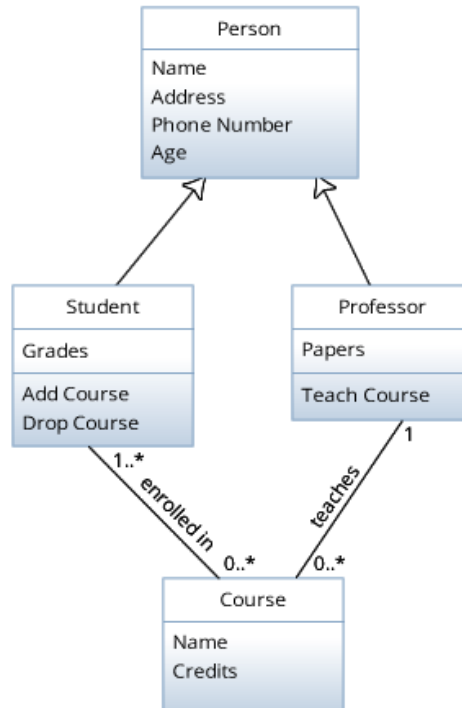 Person
Name
Address
Phone Number
Age
Student
Grades
Add Course
Drop Course
Professor
Papers
Teach Course
1..*
enrolled in
0..*
1
teaches
0..*
Course
Name
Credits